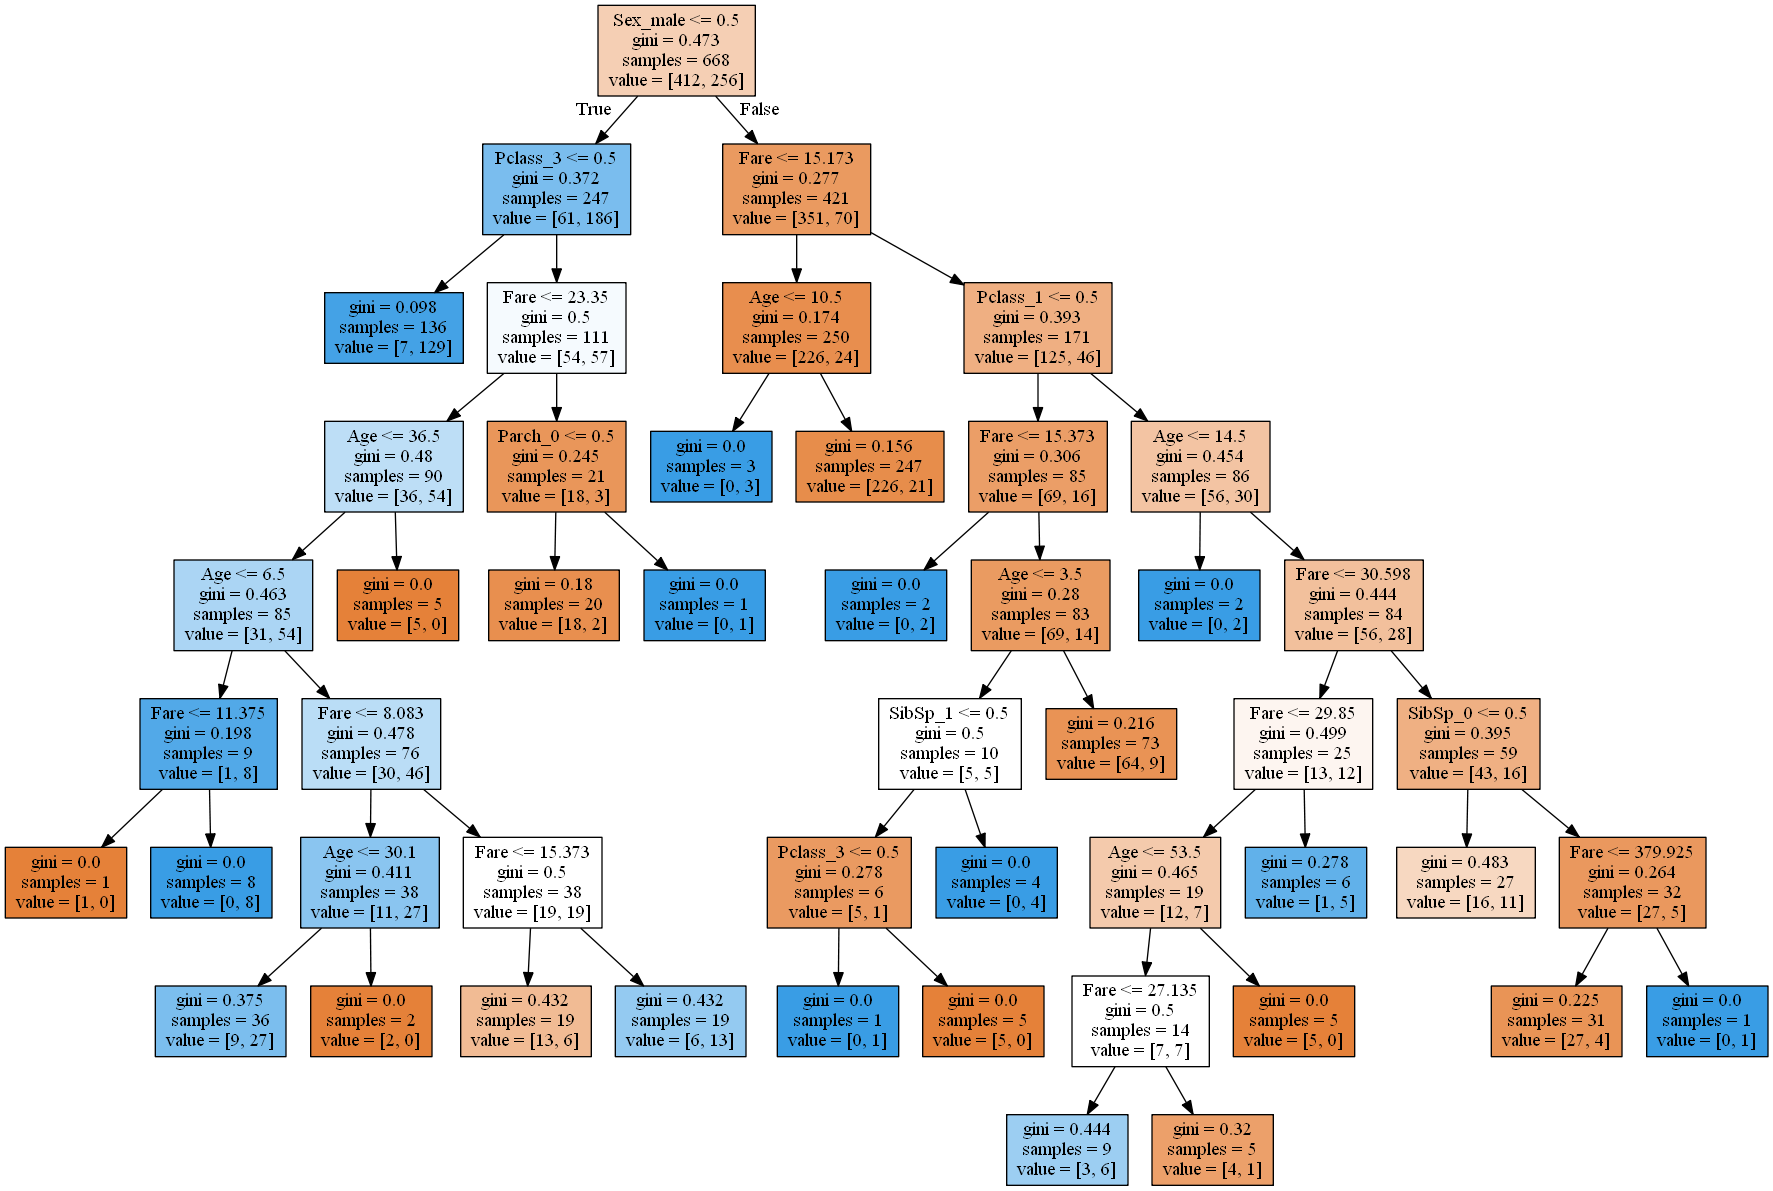 Sex_male <= 0.5
gini = 0.473
samples = 668
value = [412, 256]
True
False
Pclass_3 <= 0.5
gini = 0.372
samples = 247
value = [61, 186]
Fare <= 15.173
gini = 0.277
samples = 421
value = [351, 70]
gini = 0.098
samples = 136
value = [7, 129]
Fare <= 23.35
gini = 0.5
samples = 111
value = [54, 57]
Age <= 10.5
gini = 0.174
samples = 250
value = [226, 24]
Pclass_1 <= 0.5
gini = 0.393
samples = 171
value = [125, 46]
Age <= 36.5
gini = 0.48
samples = 90
value = [36, 54]
Parch_0 <= 0.5
gini = 0.245
samples = 21
value = [18, 3]
gini = 0.0
samples = 3
value = [0, 3]
gini = 0.156
samples = 247
value = [226, 21]
Fare <= 15.373
gini = 0.306
samples = 85
value = [69, 16]
Age <= 14.5
gini = 0.454
samples = 86
value = [56, 30]
Age <= 6.5
gini = 0.463
samples = 85
value = [31, 54]
gini = 0.0
samples = 5
value = [5, 0]
gini = 0.18
samples = 20
value = [18, 2]
gini = 0.0
samples = 1
value = [0, 1]
gini = 0.0
samples = 2
value = [0, 2]
Age <= 3.5
gini = 0.28
samples = 83
value = [69, 14]
gini = 0.0
samples = 2
value = [0, 2]
Fare <= 30.598
gini = 0.444
samples = 84
value = [56, 28]
Fare <= 11.375
gini = 0.198
samples = 9
value = [1, 8]
Fare <= 8.083
gini = 0.478
samples = 76
value = [30, 46]
SibSp_1 <= 0.5
gini = 0.5
samples = 10
value = [5, 5]
gini = 0.216
samples = 73
value = [64, 9]
Fare <= 29.85
gini = 0.499
samples = 25
value = [13, 12]
SibSp_0 <= 0.5
gini = 0.395
samples = 59
value = [43, 16]
gini = 0.0
samples = 1
value = [1, 0]
gini = 0.0
samples = 8
value = [0, 8]
Age <= 30.1
gini = 0.411
samples = 38
value = [11, 27]
Fare <= 15.373
gini = 0.5
samples = 38
value = [19, 19]
Pclass_3 <= 0.5
gini = 0.278
samples = 6
value = [5, 1]
gini = 0.0
samples = 4
value = [0, 4]
Age <= 53.5
gini = 0.465
samples = 19
value = [12, 7]
gini = 0.278
samples = 6
value = [1, 5]
gini = 0.483
samples = 27
value = [16, 11]
Fare <= 379.925
gini = 0.264
samples = 32
value = [27, 5]
gini = 0.375
samples = 36
value = [9, 27]
gini = 0.0
samples = 2
value = [2, 0]
gini = 0.432
samples = 19
value = [13, 6]
gini = 0.432
samples = 19
value = [6, 13]
gini = 0.0
samples = 1
value = [0, 1]
gini = 0.0
samples = 5
value = [5, 0]
Fare <= 27.135
gini = 0.5
samples = 14
value = [7, 7]
gini = 0.0
samples = 5
value = [5, 0]
gini = 0.225
samples = 31
value = [27, 4]
gini = 0.0
samples = 1
value = [0, 1]
gini = 0.444
samples = 9
value = [3, 6]
gini = 0.32
samples = 5
value = [4, 1]